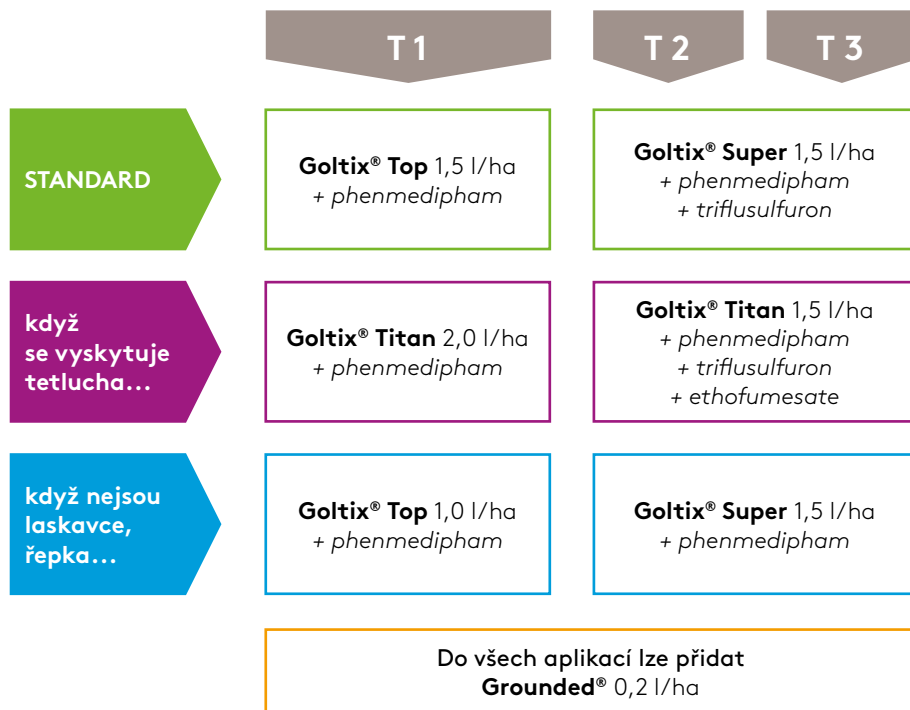 T 1
T 2
T 3
STANDARD
Goltix® Top 1,5 l/ha
+ phenmedipham
Goltix® Super 1,5 l/ha
+ phenmedipham
+ triflusulfuron
když
se vyskytuje
tetlucha...
Goltix® Titan 2,0 l/ha
+ phenmedipham
Goltix® Titan 1,5 l/ha
+ phenmedipham
+ triflusulfuron
+ ethofumesate
když nejsou
laskavce,
řepka...
Goltix® Top 1,0 l/ha
+ phenmedipham
Goltix® Super 1,5 l/ha
+ phenmedipham
Do všech aplikací lze přidat
Grounded® 0,2 l/ha